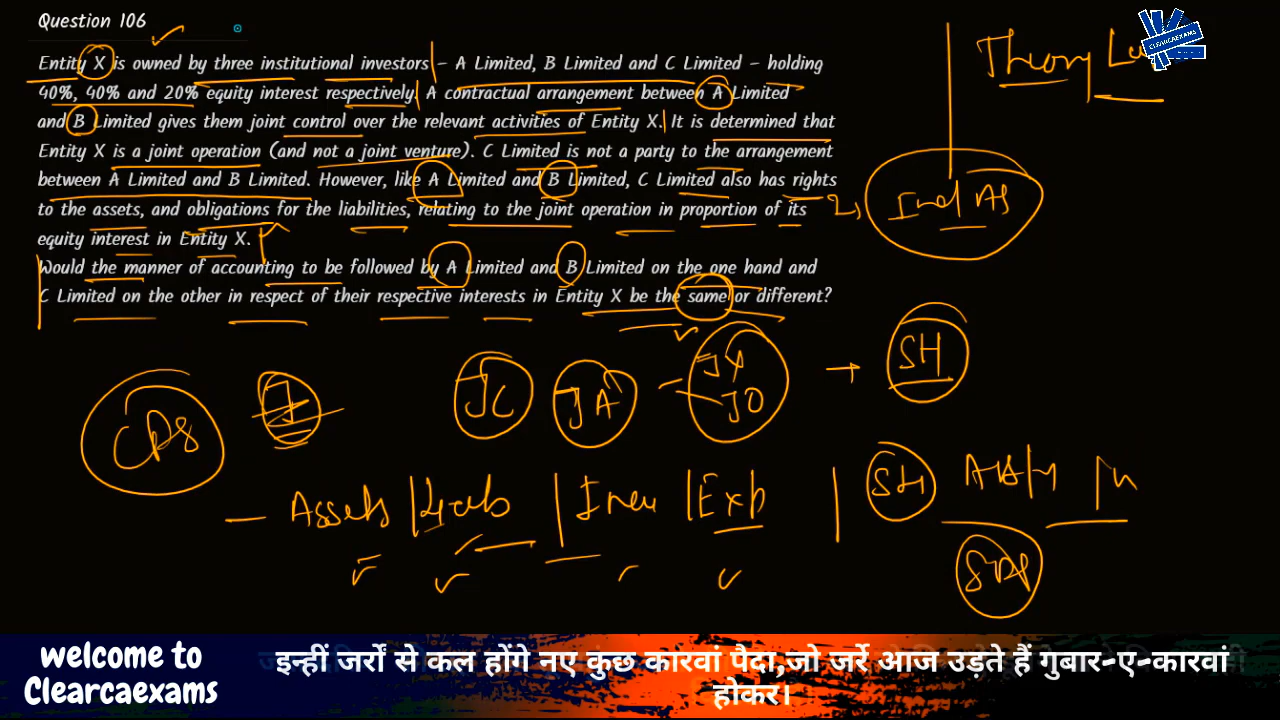 Question 106
Entity X is owned by three institutional investors – A Limited, B Limited and C Limited – holding
40%, 40% and 20% equity interest respectively. A contractual arrangement between A Limited
and B Limited gives them joint control over the relevant activities of Entity X. It is determined that
Entity X is a joint operation (and not a joint venture). C Limited is not a party to the arrangement
between A Limited and B Limited. However, like A Limited and B Limited, C Limited also has rights
to the assets, and obligations for the liabilities, relating to the joint operation in proportion of its
equity interest in Entity X.
Would the manner of accounting to be followed by A Limited and B Limited on the one hand and
C Limited on the other in respect of their respective interests in Entity X be the same or different?
Theory
CLEARCAEXAMS
Ind AS
JC JA JV → SH
JO
Assets | Liab | Inc | Exp | SH
welcome to
Clearcaexams
इन्हीं जर्रों से कल होंगे नए कुछ कारवां पैदा,जो जर्रे आज उड़ते हैं गुबार-ए-कारवां
होकर।